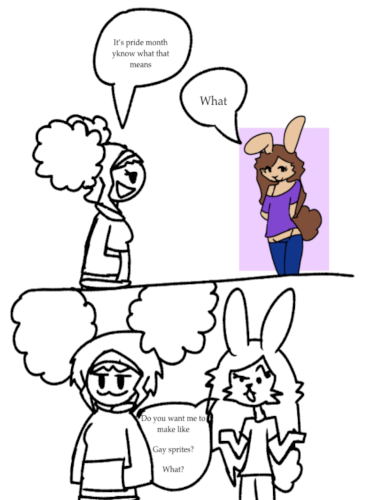 It's pride month
yknow what that
means
What
Do you want me to
make like
Gay sprites?
What?